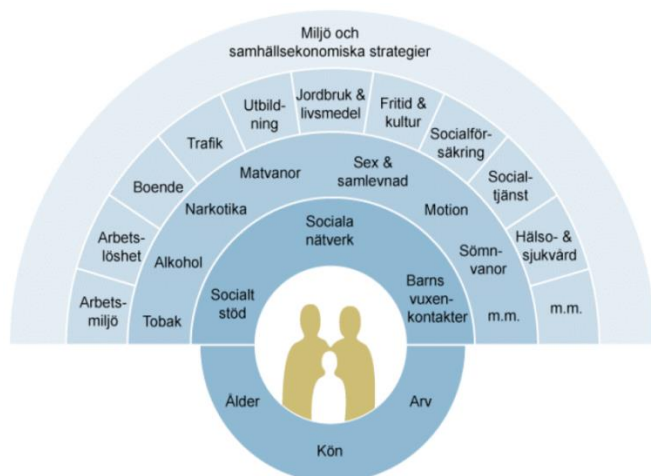 Miljö och
samhällsekonomiska strategier
Arbets-
miljö
Arbets-
löshet
Boende
Trafik
Utbild-
ning
Jordbruk &
livsmedel
Fritid &
kultur
Socialför-
säkring
Social-
tjänst
Hälso- &
sjukvård
m.m.
Tobak
Alkohol
Narkotika
Matvanor
Sex &
samlevnad
Motion
Sömn-
vanor
m.m.
Socialt
stöd
Sociala
nätverk
Barns
vuxen-
kontakter
Ålder
Kön
Arv